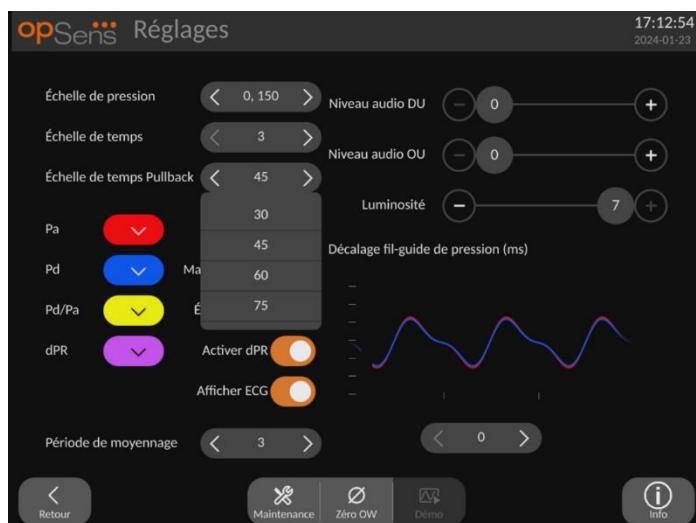 opSens Réglages
17:12:54
2024-01-23
Échelle de pression
0, 150
Échelle de temps
3
Échelle de temps Pullback
45
30
45
60
75
Pa
Pd
Ma
Pd/Pa
É
dPR
Activer dPR
Afficher ECG
Période de moyennage
3
Niveau audio DU
0
Niveau audio OU
0
Luminosité
7
Décalage fil-guide de pression (ms)
0
Retour
Maintenance
Zéro OW
Démo
Info